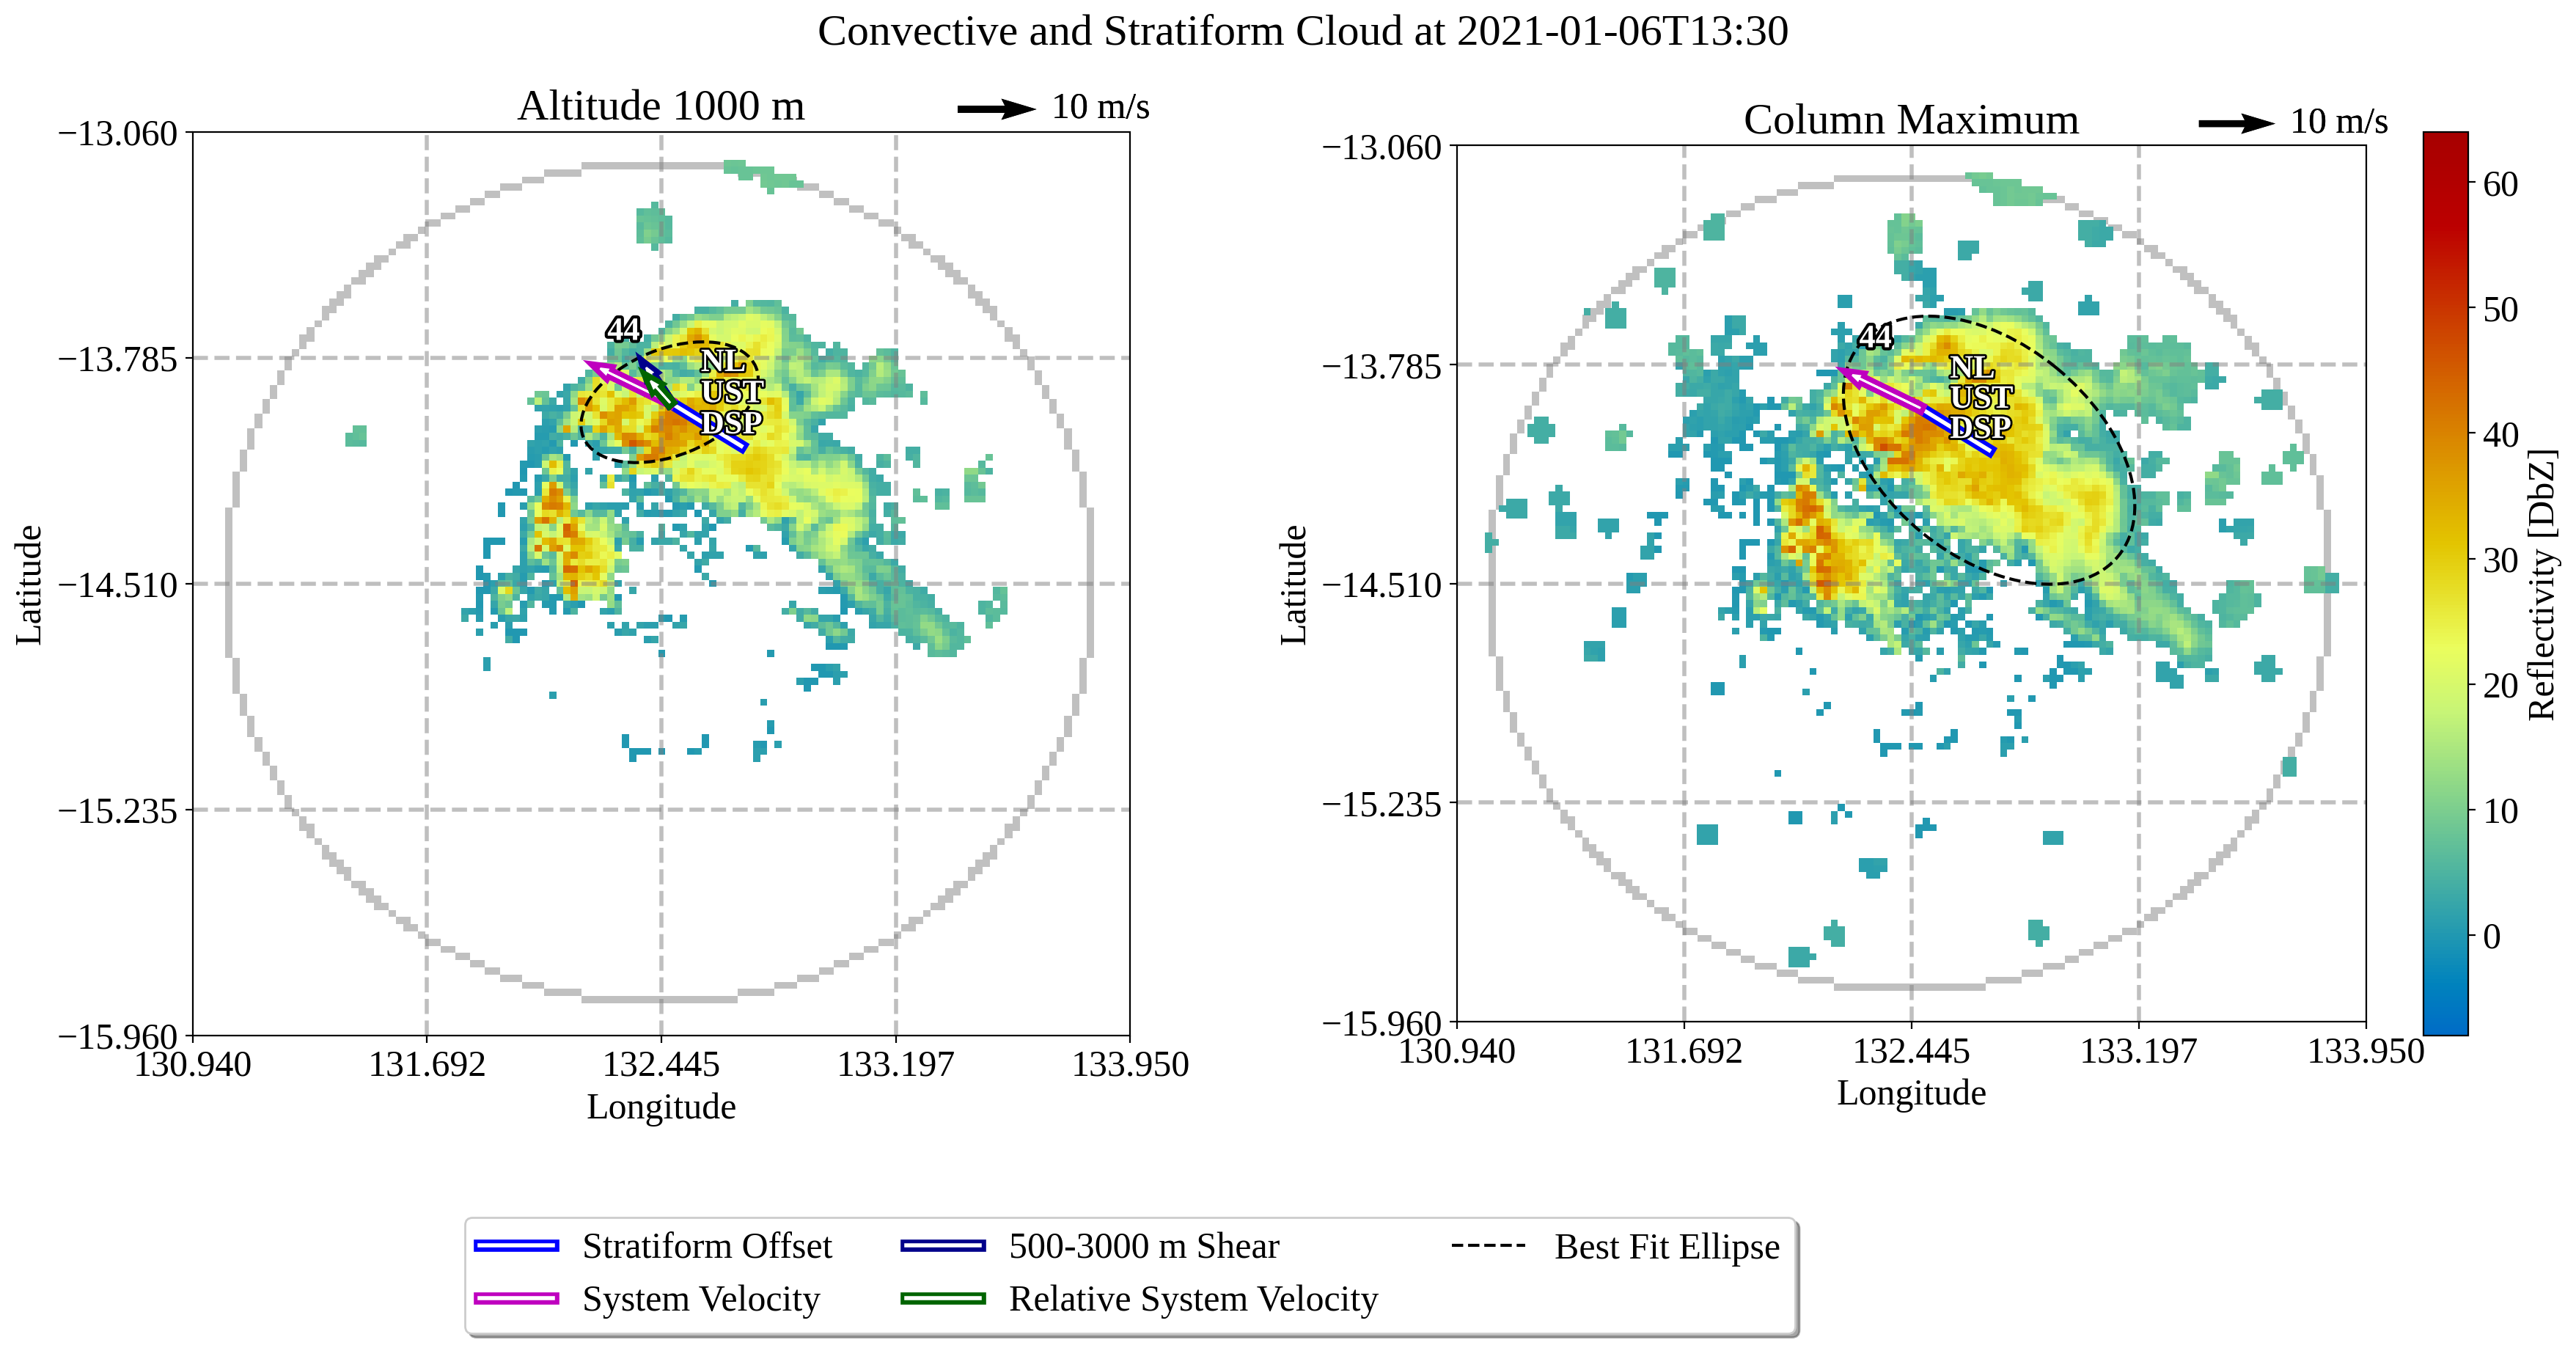 Convective and Stratiform Cloud at 2021-01-06T13:30
Altitude 1000 m
10 m/s
−13.060
−13.785
−14.510
−15.235
−15.960
130.940
131.692
132.445
133.197
133.950
Latitude
Longitude
44
NL
UST
DSP
Column Maximum
10 m/s
−13.060
−13.785
−14.510
−15.235
−15.960
130.940
131.692
132.445
133.197
133.950
Latitude
Longitude
44
NL
UST
DSP
60
50
40
30
20
10
0
Reflectivity [DbZ]
Stratiform Offset
System Velocity
500-3000 m Shear
Relative System Velocity
Best Fit Ellipse